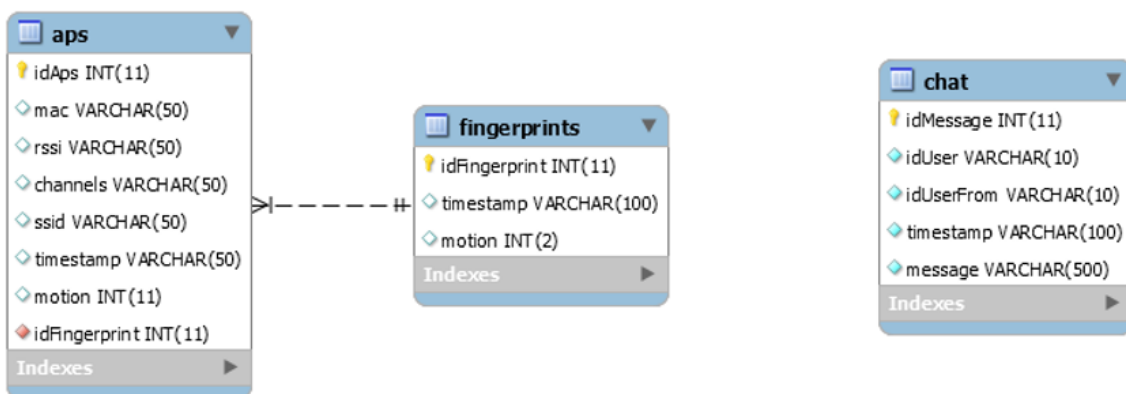 aps
idAps INT(11)
mac VARCHAR(50)
rssi VARCHAR(50)
channels VARCHAR(50)
ssid VARCHAR(50)
timestamp VARCHAR(50)
motion INT(11)
idFingerprint INT(11)
Indexes
fingerprints
idFingerprint INT(11)
timestamp VARCHAR(100)
motion INT(2)
Indexes
chat
idMessage INT(11)
idUser VARCHAR(10)
idUserFrom VARCHAR(10)
timestamp VARCHAR(100)
message VARCHAR(500)
Indexes